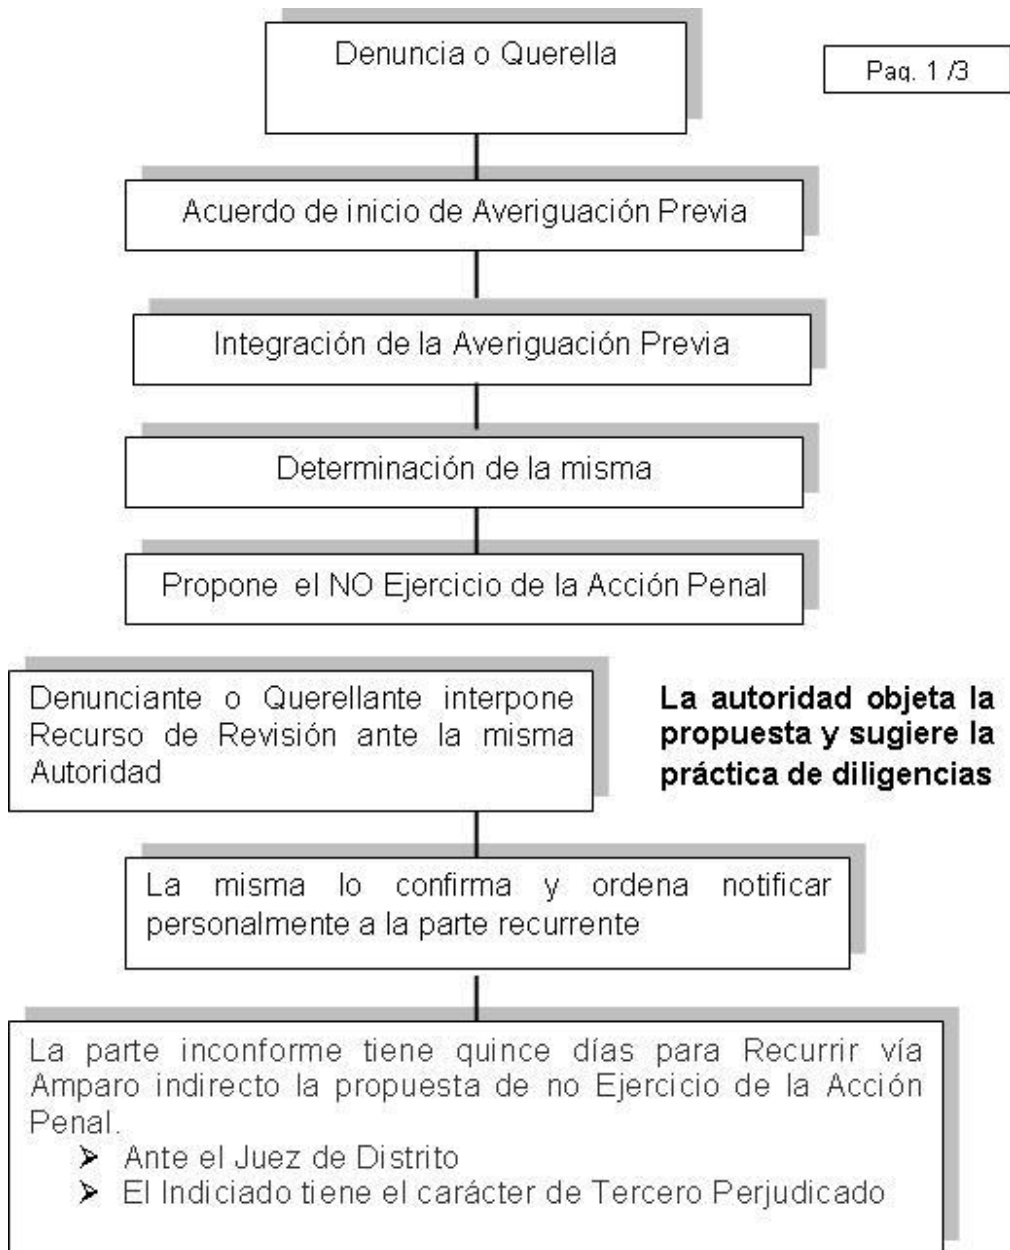 Denuncia o Querella
Paq. 1 /3
Acuerdo de inicio de Averiguación Previa
Integración de la Averiguación Previa
Determinación de la misma
Propone el NO Ejercicio de la Acción Penal
Denunciante o Querellante interpone
Recurso de Revisión ante la misma
Autoridad
La autoridad objeta la
propuesta y sugiere la
práctica de diligencias
La misma lo confirma y ordena notificar
personalmente a la parte recurrente
La parte inconforme tiene quince días para Recurrir vía
Amparo indirecto la propuesta de no Ejercicio de la Acción
Penal.
➢ Ante el Juez de Distrito
➢ El Indiciado tiene el carácter de Tercero Perjudicado